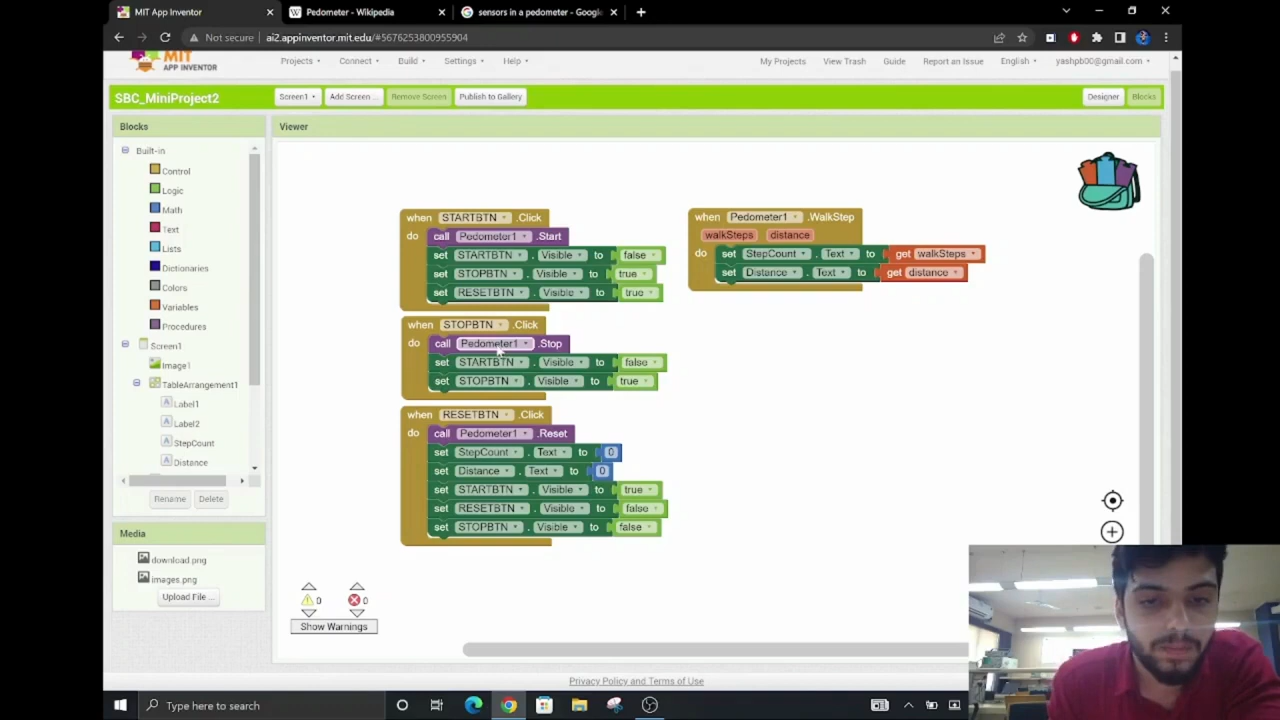 MIT App Inventor
Pedometer - Wikipedia
sensors in a pedometer - Google
Not secure
ai2.appinventor.mit.edu/#5676253800955904
MIT
APP INVENTOR
Projects
Connect
Build
Settings
Help
My Projects
View Trash
Guide
Report an Issue
English
yashpb00@gmail.com
SBC_MiniProject2
Screen1
Add Screen ...
Remove Screen
Publish to Gallery
Designer
Blocks
Blocks
Viewer
Built-in
Control
Logic
Math
Text
Lists
Dictionaries
Colors
Variables
Procedures
Screen1
Image1
TableArrangement1
Label1
Label2
StepCount
Distance
Rename
Delete
Media
download.png
images.png
Upload File ...
when STARTBTN .Click
do call Pedometer1 .Start
set STARTBTN . Visible to false
set STOPBTN . Visible to true
set RESETBTN . Visible to true
when STOPBTN .Click
do call Pedometer1 .Stop
set STARTBTN . Visible to false
set STOPBTN . Visible to true
when RESETBTN .Click
do call Pedometer1 .Reset
set StepCount . Text to 0
set Distance . Text to 0
set STARTBTN . Visible to true
set RESETBTN . Visible to false
set STOPBTN . Visible to false
when Pedometer1 .WalkStep
walkSteps distance
do set StepCount . Text to get walkSteps
set Distance . Text to get distance
0
0
Show Warnings
Privacy Policy and Terms of Use
Type here to search